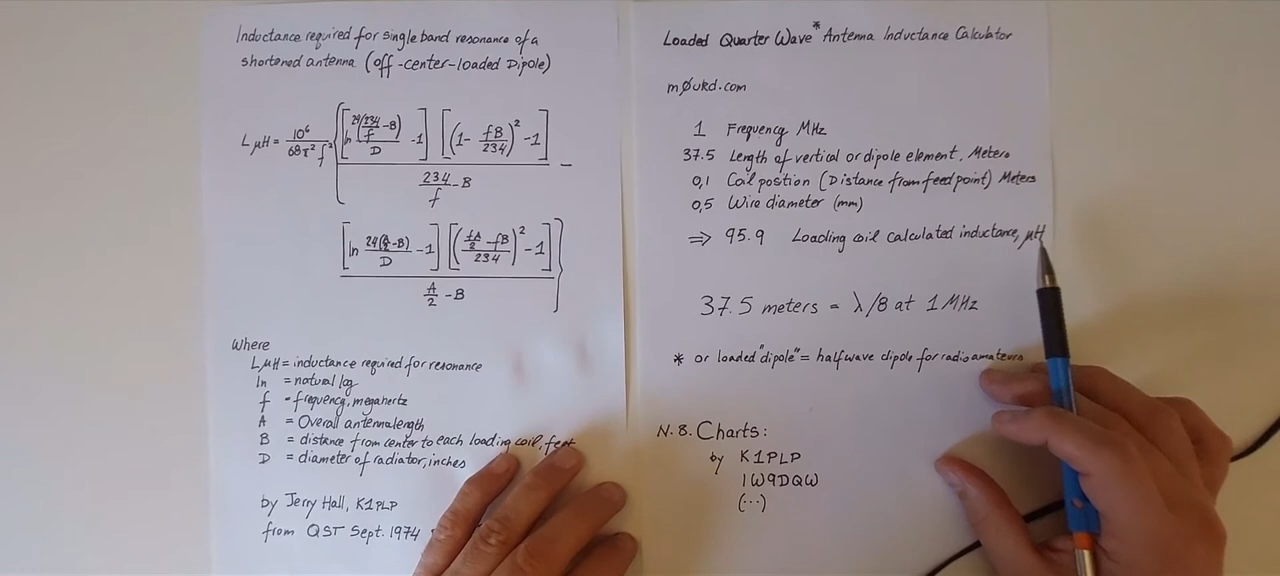 Inductance required for single band resonance of a
shortened antenna (off-center-loaded Dipole)
L μH = 10⁶ / 68π² f² { [ln 24(234/f - B) / D - 1] [(1 - fB/234)² - 1] / (234/f - B) -
[ln 24(A/2 - B) / D - 1] [((fA/2 - fB) / 234)² - 1] / (A/2 - B) }
Where
L μH = inductance required for resonance
ln = natural log
f = frequency, megahertz
A = Overall antenna length
B = distance from center to each loading coil, feet
D = diameter of radiator, inches
by Jerry Hall, K1PLP
from QST Sept. 1974
Loaded Quarter Wave* Antenna Inductance Calculator
mØukd.com
1 Frequency MHz
37.5 Length of vertical or dipole element, Meters
0,1 Coil position (Distance from feedpoint) Meters
0,5 Wire diameter (mm)
⇒ 95.9 Loading coil calculated inductance, μH
37.5 meters = λ/8 at 1 MHz
* or loaded "dipole" = halfwave dipole for radioamateurs
N.B. Charts:
by K1PLP
IW9DQW
(...)